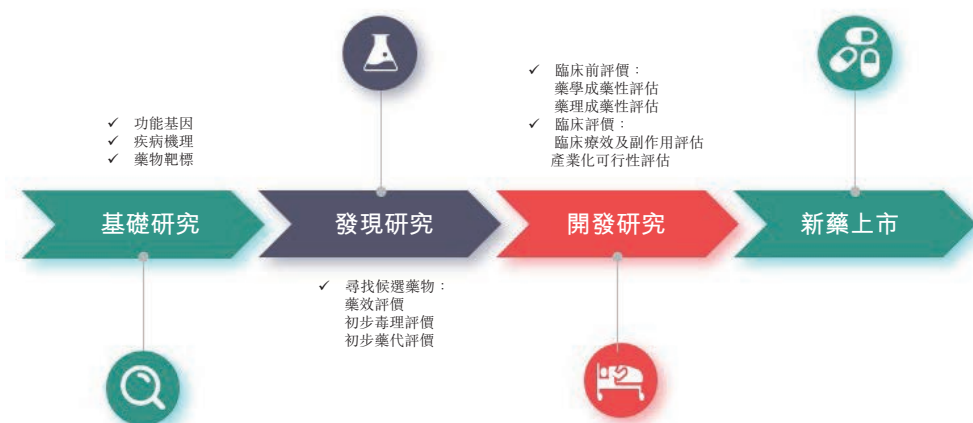 ✓ 功能基因
✓ 疾病機理
✓ 藥物靶標
基礎研究
發現研究
✓ 尋找候選藥物：
藥效評價
初步毒理評價
初步藥代評價
✓ 臨床前評價：
藥學成藥性評估
藥理成藥性評估
✓ 臨床評價：
臨床療效及副作用評估
產業化可行性評估
開發研究
新藥上市